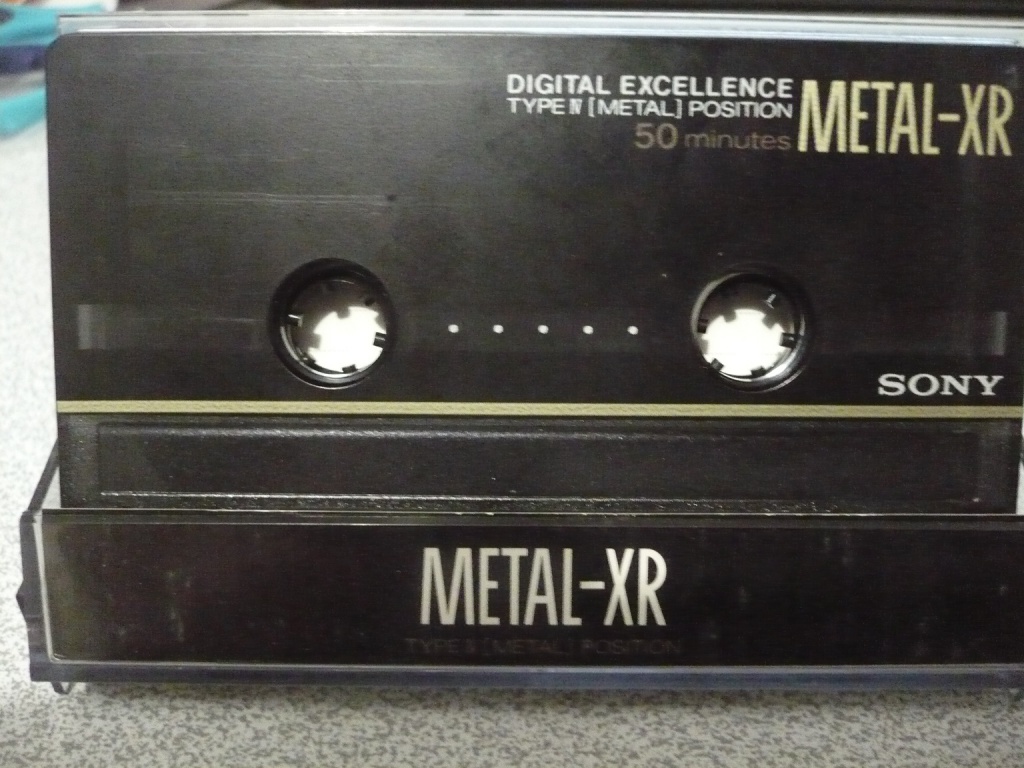 DIGITAL EXCELLENCE
TYPE IV [METAL] POSITION
50 minutes
METAL-XR
SONY
METAL-XR
TYPE IV [METAL] POSITION